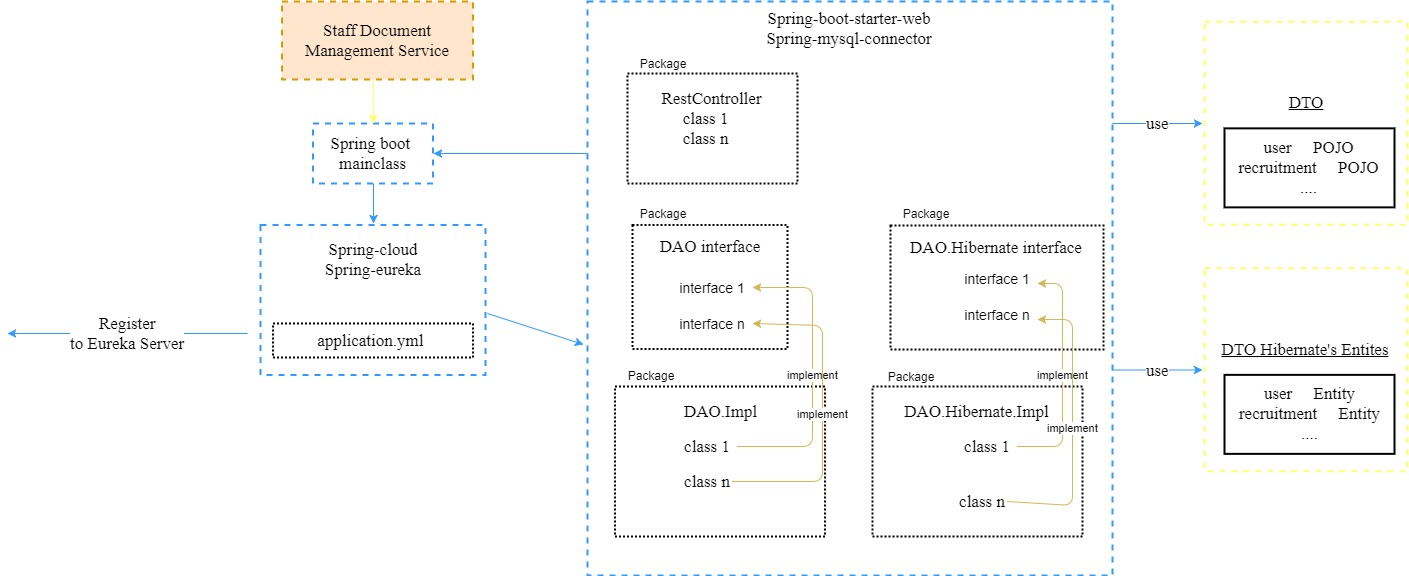 Staff Document
Management Service
Spring boot
mainclass
Spring-cloud
Spring-eureka
application.yml
Register
to Eureka Server
Spring-boot-starter-web
Spring-mysql-connector
Package
RestController
class 1
class n
Package
DAO interface
interface 1
interface n
Package
DAO.Hibernate interface
interface 1
interface n
implement
implement
Package
DAO.Impl
class 1
class n
implement
implement
Package
DAO.Hibernate.Impl
class 1
class n
use
DTO
user POJO
recruitment POJO
....
use
DTO Hibernate's Entites
user Entity
recruitment Entity
....